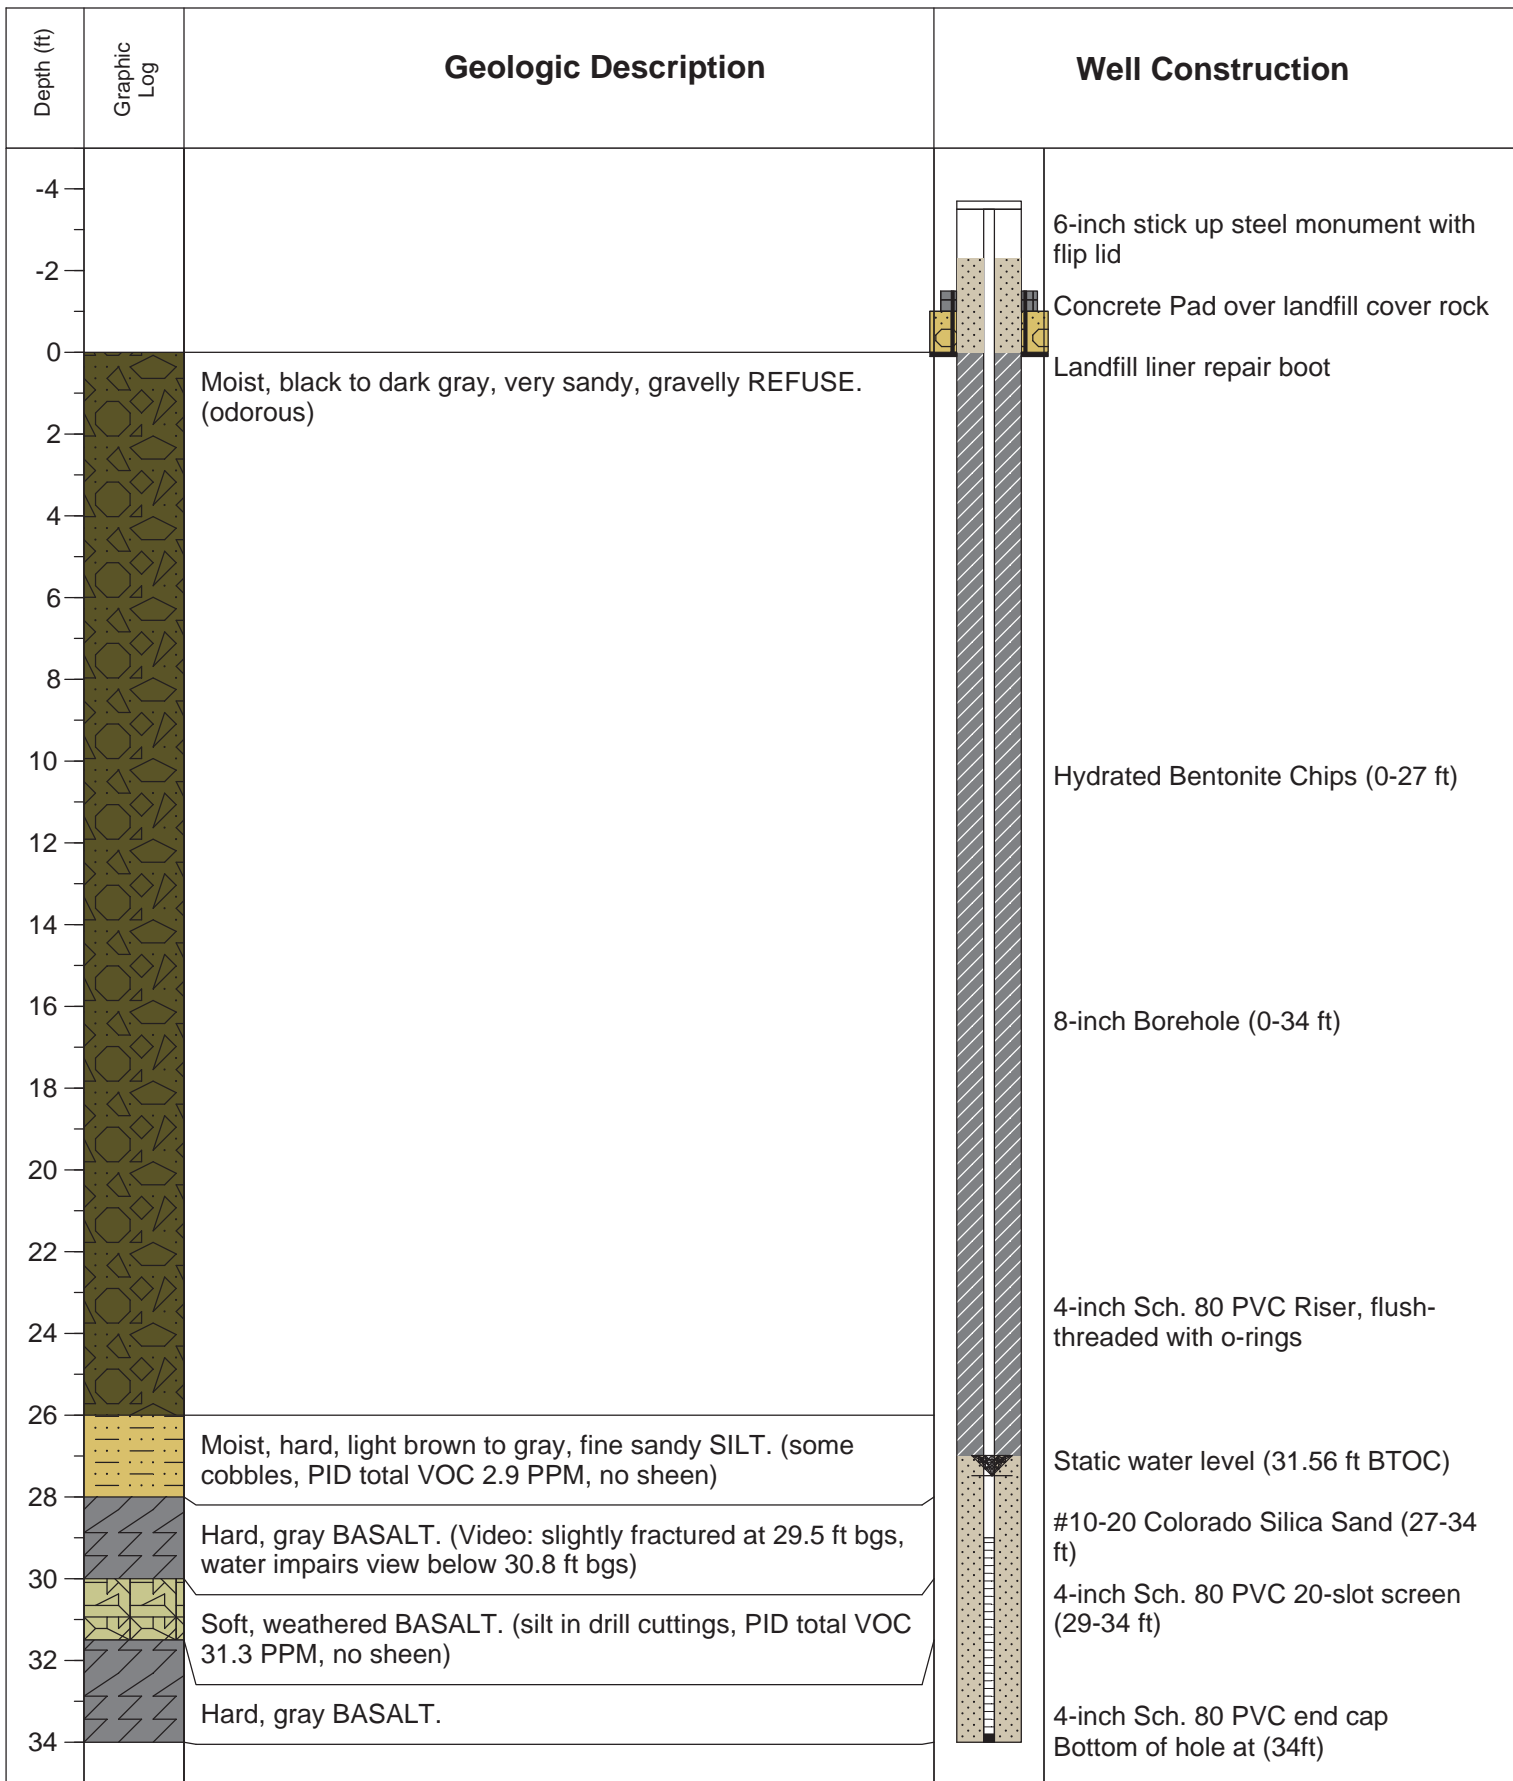 Depth (ft)
Graphic
Log
Geologic Description
Well Construction
-4
-2
0
2
4
6
8
10
12
14
16
18
20
22
24
26
28
30
32
34
Moist, black to dark gray, very sandy, gravelly REFUSE.
(odorous)
Moist, hard, light brown to gray, fine sandy SILT. (some
cobbles, PID total VOC 2.9 PPM, no sheen)
Hard, gray BASALT. (Video: slightly fractured at 29.5 ft bgs,
water impairs view below 30.8 ft bgs)
Soft, weathered BASALT. (silt in drill cuttings, PID total VOC
31.3 PPM, no sheen)
Hard, gray BASALT.
6-inch stick up steel monument with
flip lid
Concrete Pad over landfill cover rock
Landfill liner repair boot
Hydrated Bentonite Chips (0-27 ft)
8-inch Borehole (0-34 ft)
4-inch Sch. 80 PVC Riser, flush-
threaded with o-rings
Static water level (31.56 ft BTOC)
#10-20 Colorado Silica Sand (27-34
ft)
4-inch Sch. 80 PVC 20-slot screen
(29-34 ft)
4-inch Sch. 80 PVC end cap
Bottom of hole at (34ft)